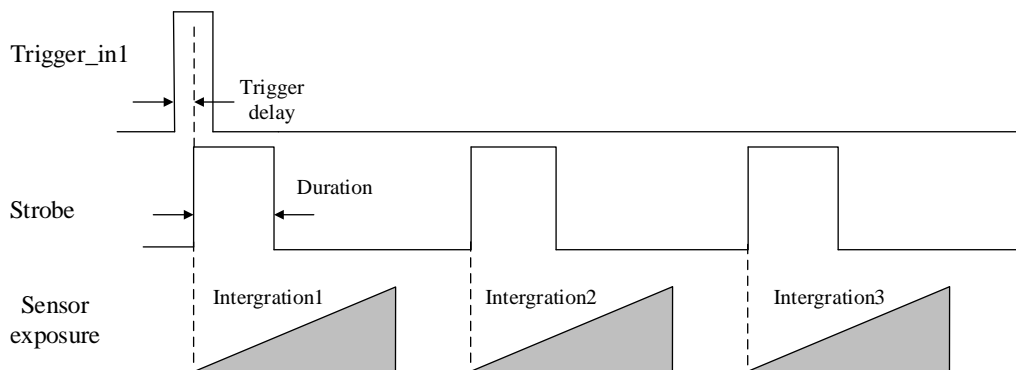 Trigger_in1
Trigger
delay
Duration
Strobe
Intergration1
Intergration2
Intergration3
Sensor
exposure